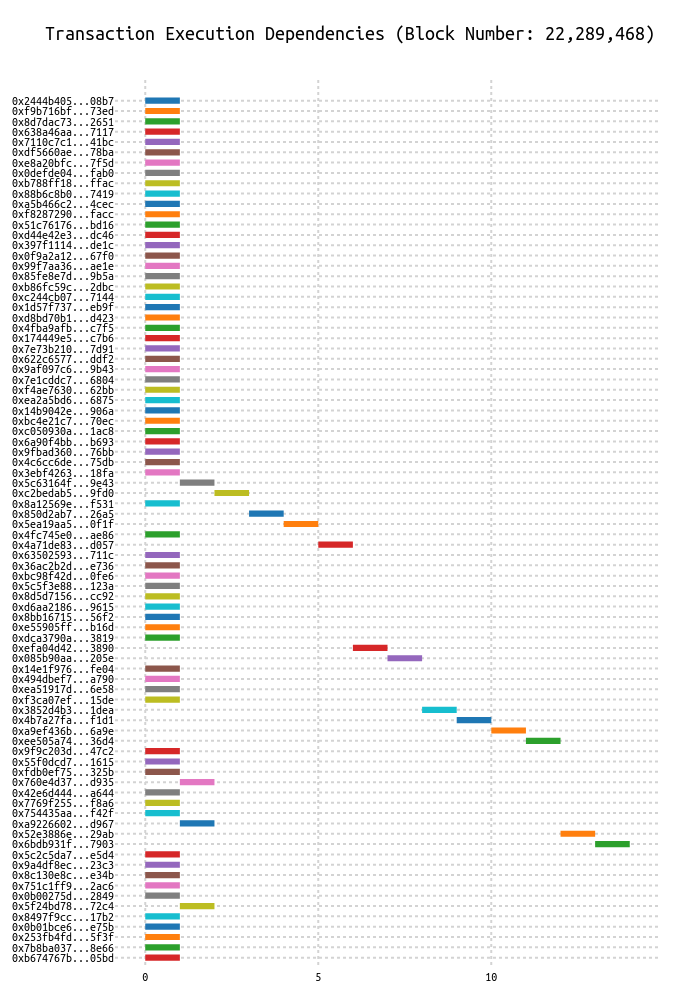 Transaction Execution Dependencies (Block Number: 22,289,468)
0x2444b405...08b7
0xf9b716bf...73ed
0x8d7dac73...2651
0x638a46aa...7117
0x7110c7c1...41bc
0xdf5660ae...78ba
0xe8a20bfc...7f5d
0x0defde04...fab0
0xb788ff18...ffac
0x88b6c8b0...7419
0xa5b466c2...4cec
0xf8287290...facc
0x51c76176...bd16
0xd44e42e3...dc46
0x397f1114...de1c
0x0f9a2a12...67f0
0x99f7aa36...ae1e
0x85fe8e7d...9b5a
0xb86fc59c...2dbc
0xc244cb07...7144
0x1d57f737...eb9f
0xd8bd70b1...d423
0x4fba9afb...c7f5
0x174449e5...c7b6
0x7e73b210...7d91
0x622c6577...ddf2
0x9af097c6...9b43
0x7e1cddc7...6804
0xf4ae7630...62bb
0xea2a5bd6...6875
0x14b9042e...906a
0xbc4e21c7...70ec
0xc050930a...1ac8
0x6a90f4bb...b693
0x9fbad360...76bb
0x4c6cc6de...75db
0x3ebf4263...18fa
0x5c63164f...9e43
0xc2bedab5...9fd0
0x8a12569e...f531
0x850d2ab7...26a5
0x5ea19aa5...0f1f
0x4fc745e0...ae86
0x4a71de83...d057
0x63502593...711c
0x36ac2b2d...e736
0xbc98f42d...0fe6
0x5c5f3e88...123a
0x8d5d7156...cc92
0xd6aa2186...9615
0x8bb16715...56f2
0xe55905ff...b16d
0xdca3790a...3819
0xefa04d42...3890
0x085b90aa...205e
0x14e1f976...fe04
0x494dbef7...a790
0xea51917d...6e58
0xf3ca07ef...15de
0x3852d4b3...1dea
0x4b7a27fa...f1d1
0xa9ef436b...6a9e
0xee505a74...36d4
0x9f9c203d...47c2
0x55f0dcd7...1615
0xfdb0ef75...325b
0x760e4d37...d935
0x42e6d444...a644
0x7769f255...f8a6
0x754435aa...f42f
0xa9226602...d967
0x52e3886e...29ab
0x6bdb931f...7903
0x5c2c5da7...e5d4
0x9a4df8ec...23c3
0x8c130e8c...e34b
0x751c1ff9...2ac6
0x0b00275d...2849
0x5f24bd78...72c4
0x8497f9cc...17b2
0x0b01bce6...e75b
0x253fb4fd...5f3f
0x7b8ba037...8e66
0xb674767b...05bd
0 5 10